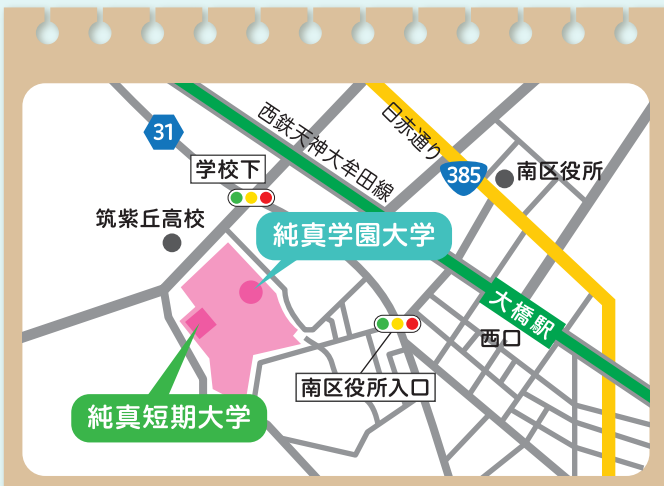 31
西鉄天神大牟田線
日赤通り
385
南区役所
学校下
筑紫丘高校
純真学園大学
大橋駅
西口
南区役所入口
純真短期大学